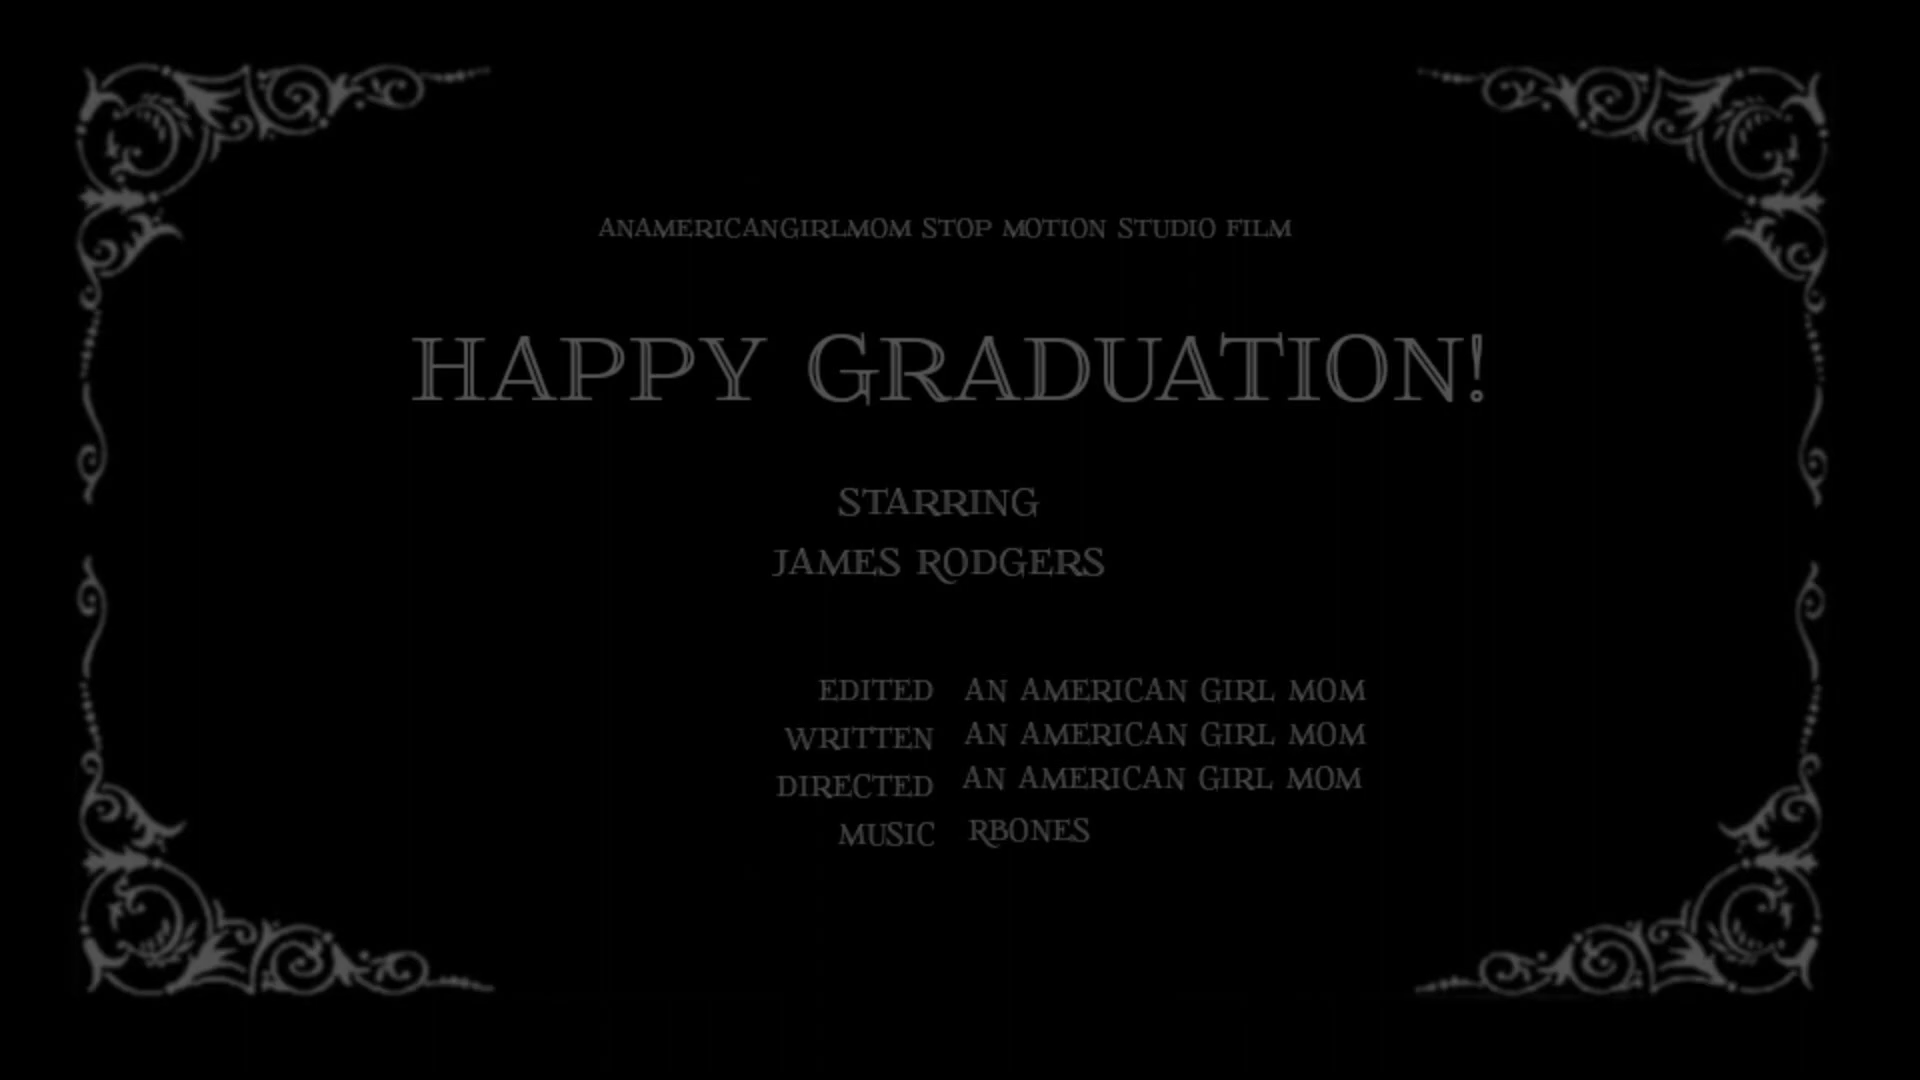 ANAMERICANGIRLMOM STOP MOTION STUDIO FILM
HAPPY GRADUATION!
STARRING
JAMES RODGERS
EDITED AN AMERICAN GIRL MOM
WRITTEN AN AMERICAN GIRL MOM
DIRECTED AN AMERICAN GIRL MOM
MUSIC RBONES